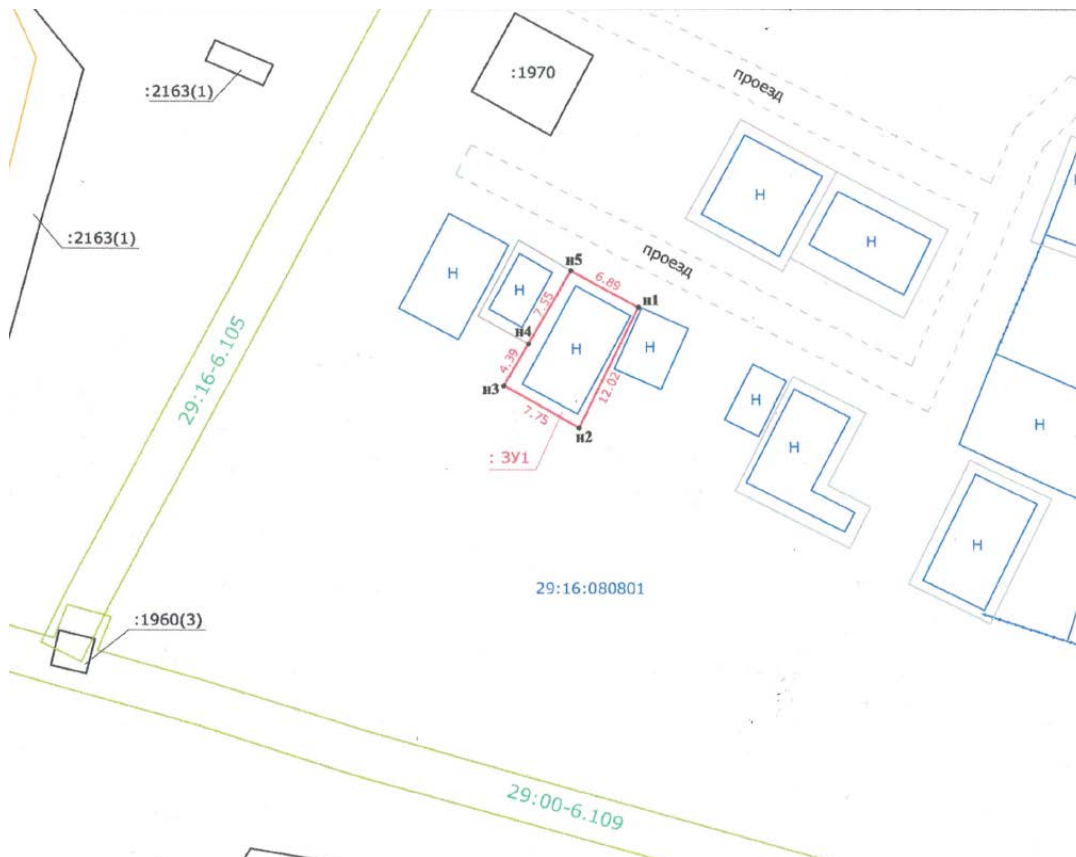 :1970
проезд
:2163(1)
Н
Н
:2163(1)
проезд
н5
6.89
Н
Н
7.55
н1
н4
Н
Н
29:16-6.105
4.39
12.02
н3
7.75
н2
Н
Н
Н
: ЗУ1
Н
29:16:080801
:1960(3)
29:00-6.109